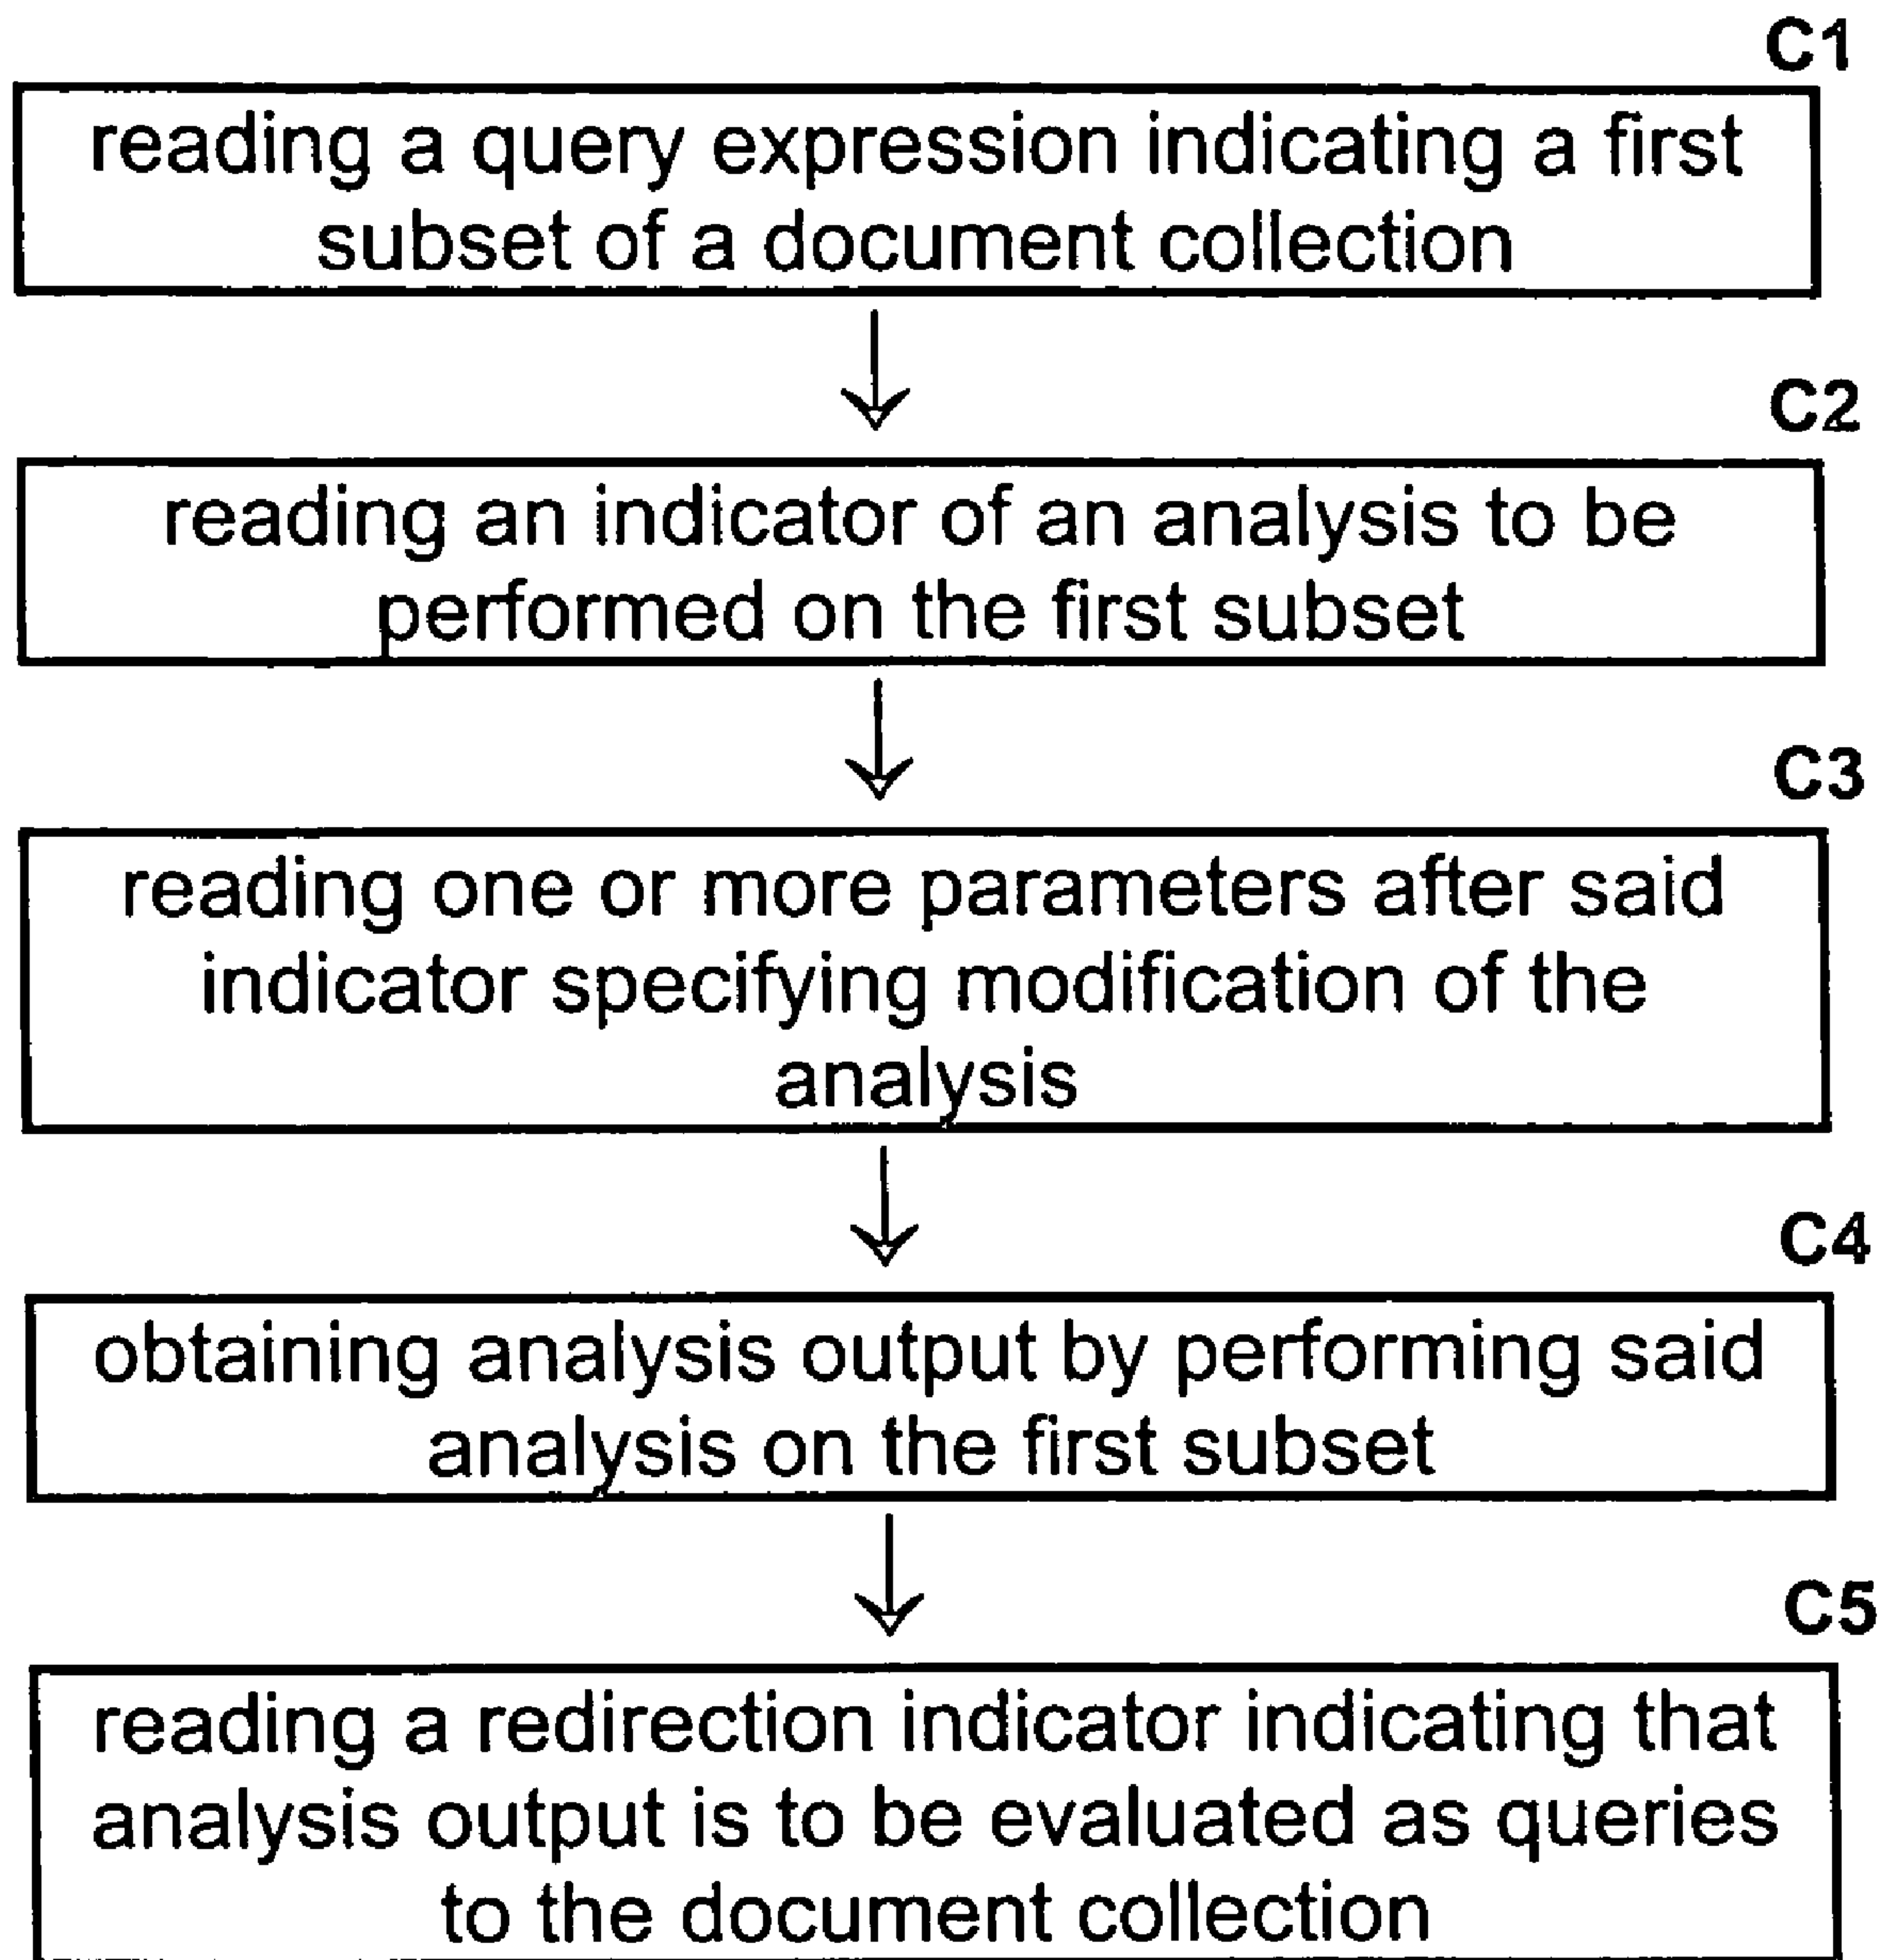 C1
reading a query expression indicating a first
subset of a document collection
C2
reading an indicator of an analysis to be
performed on the first subset
C3
reading one or more parameters after said
indicator specifying modification of the
analysis
C4
obtaining analysis output by performing said
analysis on the first subset
C5
reading a redirection indicator indicating that
analysis output is to be evaluated as queries
to the document collection